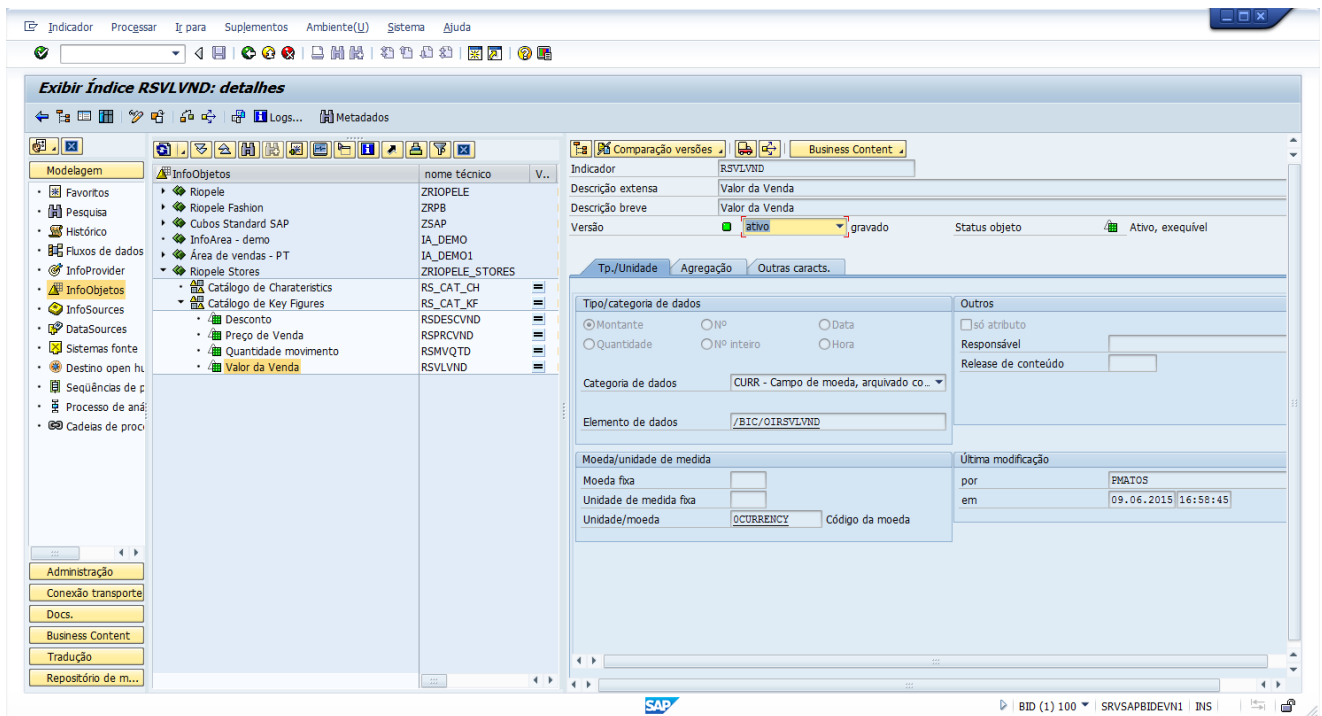 Indicador Processar Ir para Suplementos Ambiente(U) Sistema Ajuda
Exibir Índice RSVLVND: detalhes
Logs... Metadados
Modelagem
Favoritos
Pesquisa
Histórico
Fluxos de dados
InfoProvider
InfoObjetos
InfoSources
DataSources
Sistemas fonte
Destino open hu
Seqüências de p
Processo de aná
Cadeias de proce
Administração
Conexão transporte
Docs.
Business Content
Tradução
Repositório de m...
InfoObjetos nome técnico V..
Riopele ZRIOPELE
Riopele Fashion ZRPB
Cubos Standard SAP ZSAP
InfoArea - demo IA_DEMO
Área de vendas - PT IA_DEMO1
Riopele Stores ZRIOPELE_STORES
Catálogo de Charateristics RS_CAT_CH
Catálogo de Key Figures RS_CAT_KF
Desconto RSDESCVND
Preço de Venda RSPRCVND
Quantidade movimento RSMVQTD
Valor da Venda RSVLVND
Comparação versões Business Content
Indicador RSVLVND
Descrição extensa Valor da Venda
Descrição breve Valor da Venda
Versão ativo gravado Status objeto Ativo, exequível
Tp./Unidade Agregação Outras caracts.
Tipo/categoria de dados
Montante Nº Data
Quantidade Nº inteiro Hora
Categoria de dados CURR - Campo de moeda, arquivado co...
Elemento de dados /BIC/OIRSVLVND
Outros
só atributo
Responsável
Release de conteúdo
Moeda/unidade de medida
Moeda fixa
Unidade de medida fixa
Unidade/moeda 0CURRENCY Código da moeda
Última modificação
por PMATOS
em 09.06.2015 16:58:45
SAP BID (1) 100 SRVSAPBIDEVN1 INS